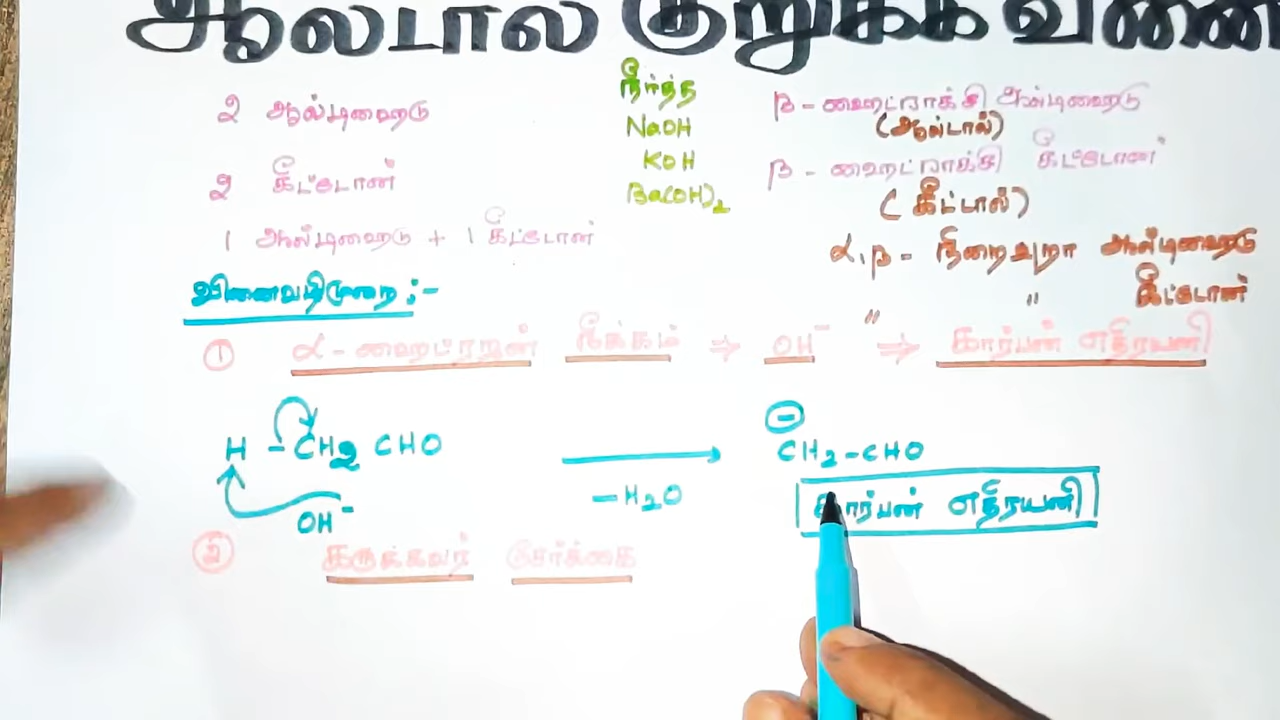 ஆல்டால் குறுக்க வினை
2 ஆல்டிஹைடு
நீர்த்த
NaOH
KOH
Ba(OH)2
β - ஹைட்ராக்சி ஆல்டிஹைடு
(ஆல்டால்)
2 கீட்டோன்
β - ஹைட்ராக்சி கீட்டோன்
(கீட்டால்)
1 ஆல்டிஹைடு + 1 கீட்டோன்
α,β - நிறைவுறா ஆல்டிஹைடு
" " கீட்டோன்
வினைவழிமுறை :-
① α - ஹைட்ரஜன் நீக்கம் ⇒ OH⁻ ⇒ கார்பன் எதிரயனி
H - CH2 CHO
OH⁻
- H2O
⊖
CH2 - CHO
கார்பன் எதிரயனி
② கருக்கவர் சேர்க்கை